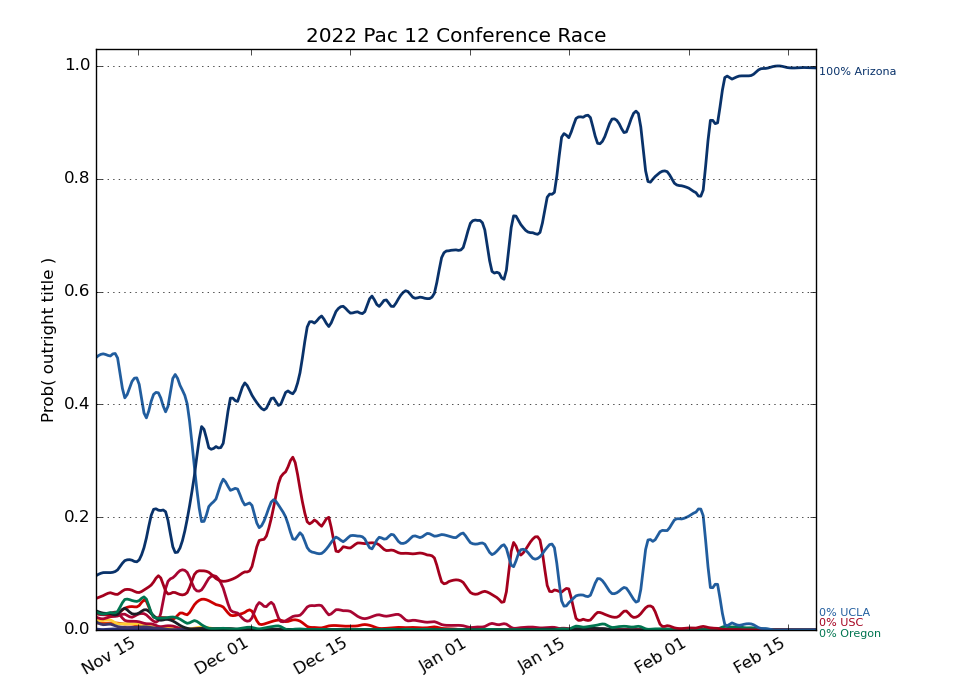 2022 Pac 12 Conference Race
Prob( outright title )
1.0
0.8
0.6
0.4
0.2
0.0
Nov 15
Dec 01
Dec 15
Jan 01
Jan 15
Feb 01
Feb 15
100% Arizona
0% UCLA
0% USC
0% Oregon